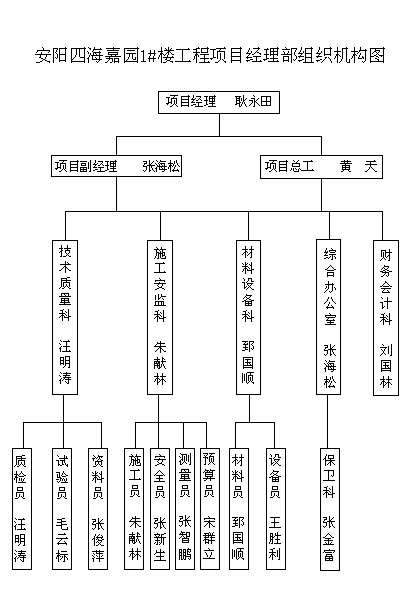 安阳四海嘉园1#楼工程项目经理部组织机构图
项目经理 耿永田
项目副经理 张海松
项目总工 黄 天
技术质量科 汪明涛
施工安监科 朱献林
材料设备科 郅国顺
综合办公室 张海松
财务会计科 刘国林
质检员 汪明涛
试验员 毛云标
资料员 张俊萍
施工员 朱献林
安全员 张新生
测量员 张智鹏
预算员 宋群立
材料员 郅国顺
设备员 王胜利
保卫科 张金富